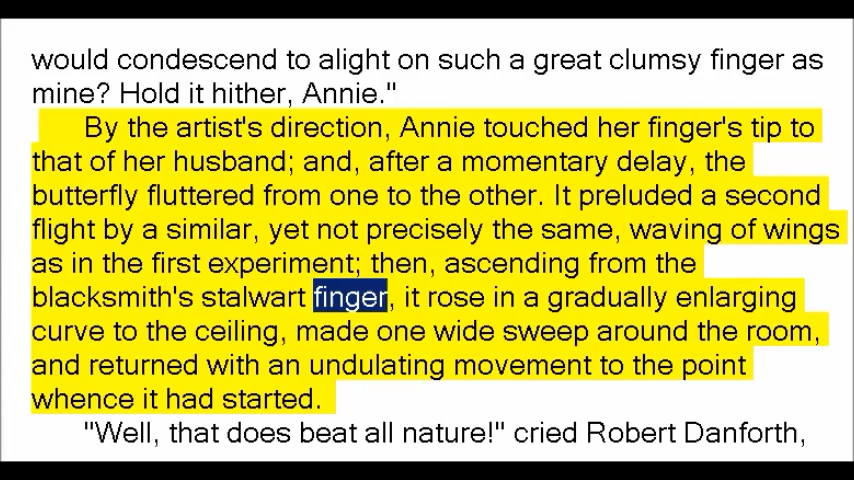 would condescend to alight on such a great clumsy finger as
mine? Hold it hither, Annie."
By the artist's direction, Annie touched her finger's tip to
that of her husband; and, after a momentary delay, the
butterfly fluttered from one to the other. It preluded a second
flight by a similar, yet not precisely the same, waving of wings
as in the first experiment; then, ascending from the
blacksmith's stalwart finger, it rose in a gradually enlarging
curve to the ceiling, made one wide sweep around the room,
and returned with an undulating movement to the point
whence it had started.
"Well, that does beat all nature!" cried Robert Danforth,